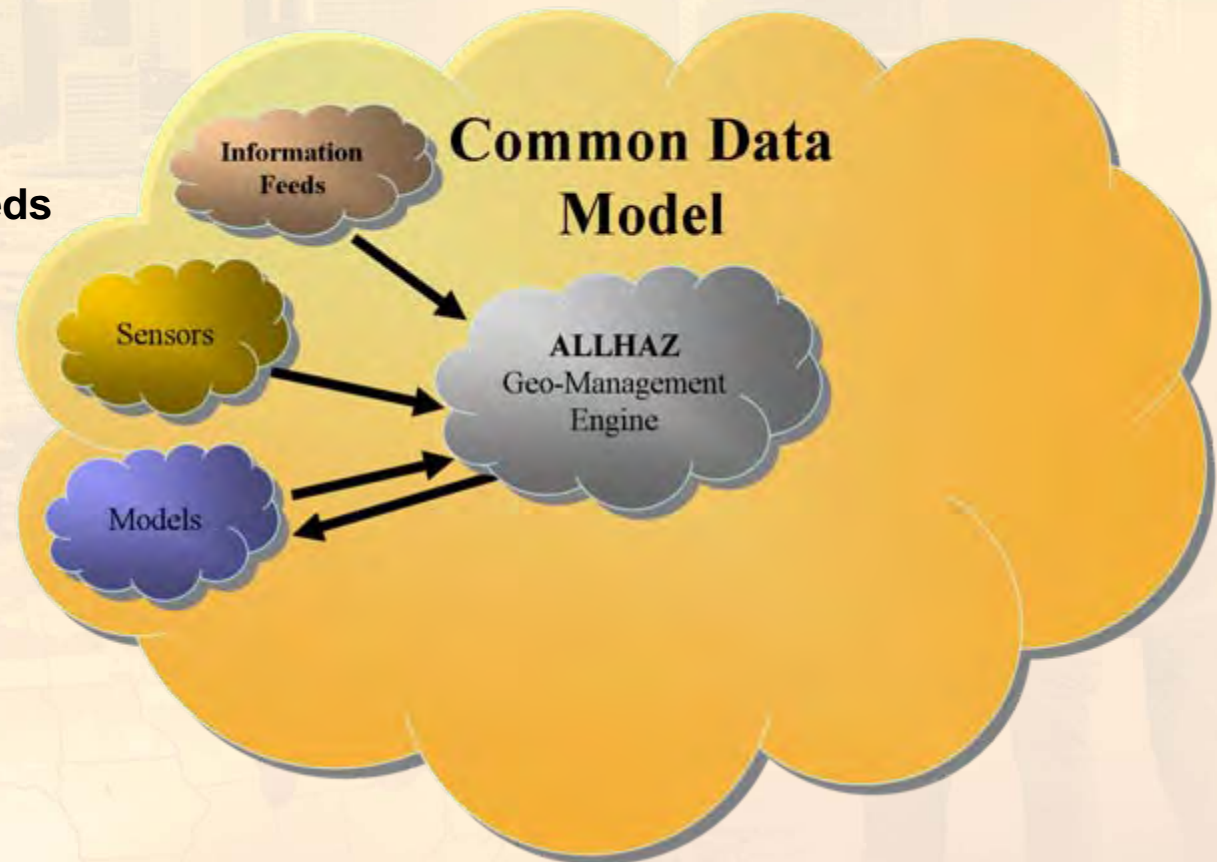 Common Data
Model
Information
Feeds
eds
Sensors
ALLHAZ
Geo-Management
Engine
Models